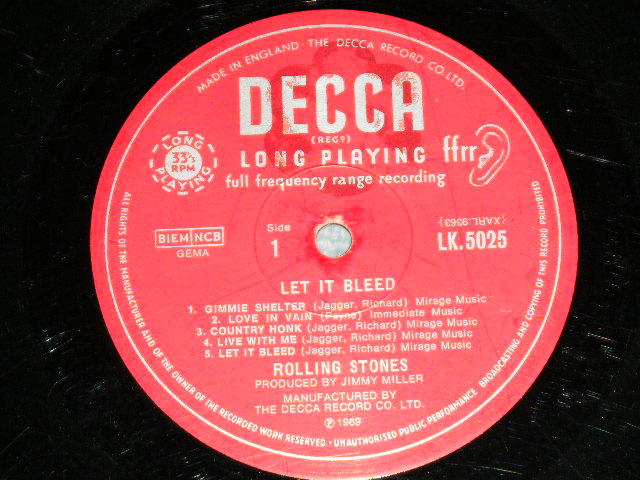 MADE IN ENGLAND · THE DECCA RECORD CO. LTD.
DECCA
(REGD)
LONG PLAYING ffrr
full frequency range recording
LONG PLAYING
33⅓ RPM
BIEM NCB
GEMA
Side
1
(XARL.9363)
LK.5025
LET IT BLEED
1. GIMMIE SHELTER (Jagger, Richard) Mirage Music
2. LOVE IN VAIN (Payne) Immediate Music
3. COUNTRY HONK (Jagger, Richard) Mirage Music
4. LIVE WITH ME (Jagger, Richard) Mirage Music
5. LET IT BLEED (Jagger, Richard) Mirage Music
ROLLING STONES
PRODUCED BY JIMMY MILLER
MANUFACTURED BY
THE DECCA RECORD CO. LTD.
℗ 1969
ALL RIGHTS OF THE MANUFACTURER AND OF THE OWNER OF THE RECORDED WORK RESERVED · UNAUTHORISED PUBLIC PERFORMANCE BROADCASTING AND COPYING OF THIS RECORD PROHIBITED